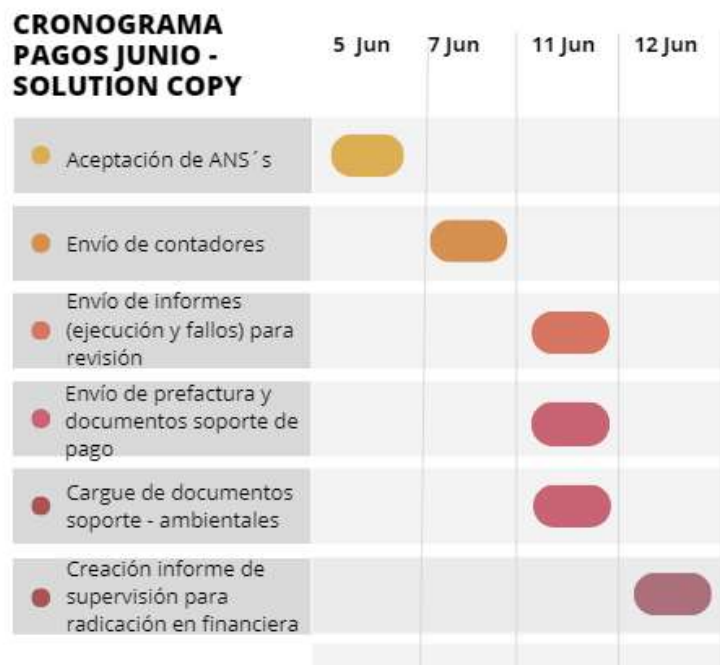 CRONOGRAMA
PAGOS JUNIO -
SOLUTION COPY
5 Jun
7 Jun
11 Jun
12 Jun
Aceptación de ANS´s
Envío de contadores
Envío de informes
(ejecución y fallos) para
revisión
Envío de prefactura y
documentos soporte de
pago
Cargue de documentos
soporte - ambientales
Creación informe de
supervisión para
radicación en financiera